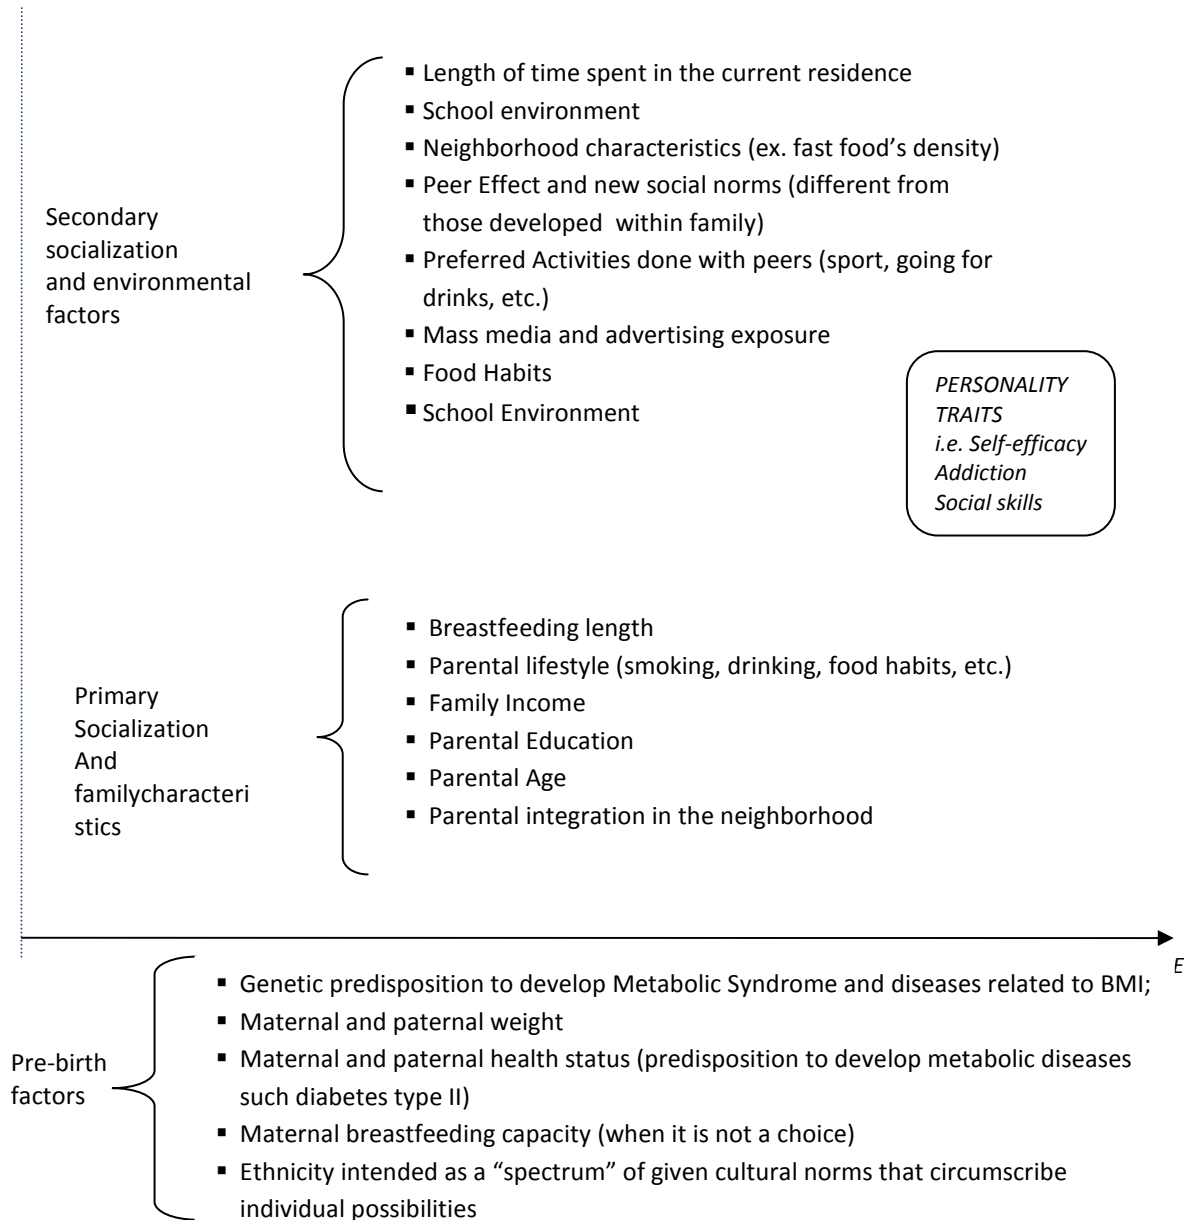 ▪ Length of time spent in the current residence
▪ School environment
▪ Neighborhood characteristics (ex. fast food’s density)
▪ Peer Effect and new social norms (different from
those developed within family)
▪ Preferred Activities done with peers (sport, going for
drinks, etc.)
▪ Mass media and advertising exposure
▪ Food Habits
▪ School Environment
Secondary
socialization
and environmental
factors
PERSONALITY
TRAITS
i.e. Self-efficacy
Addiction
Social skills
▪ Breastfeeding length
▪ Parental lifestyle (smoking, drinking, food habits, etc.)
▪ Family Income
▪ Parental Education
▪ Parental Age
▪ Parental integration in the neighborhood
Primary
Socialization
And
familycharacteri
stics
E
▪ Genetic predisposition to develop Metabolic Syndrome and diseases related to BMI;
▪ Maternal and paternal weight
▪ Maternal and paternal health status (predisposition to develop metabolic diseases
such diabetes type II)
▪ Maternal breastfeeding capacity (when it is not a choice)
▪ Ethnicity intended as a “spectrum” of given cultural norms that circumscribe
individual possibilities
Pre-birth
factors